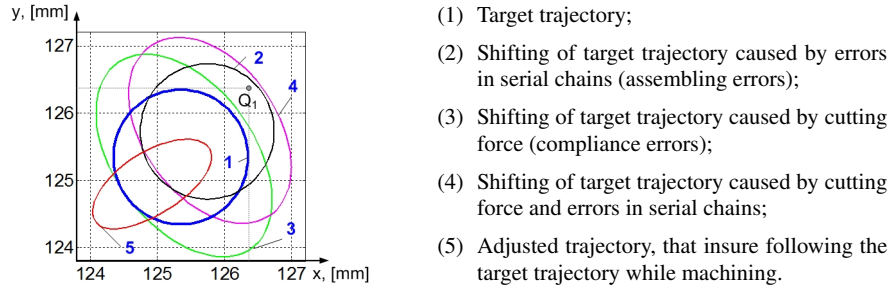 y, [mm]
127
126
125
124
124
125
126
127
x, [mm]
2
4
Q1
1
3
5
(1) Target trajectory;
(2) Shifting of target trajectory caused by errors
in serial chains (assembling errors);
(3) Shifting of target trajectory caused by cutting
force (compliance errors);
(4) Shifting of target trajectory caused by cutting
force and errors in serial chains;
(5) Adjusted trajectory, that insure following the
target trajectory while machining.